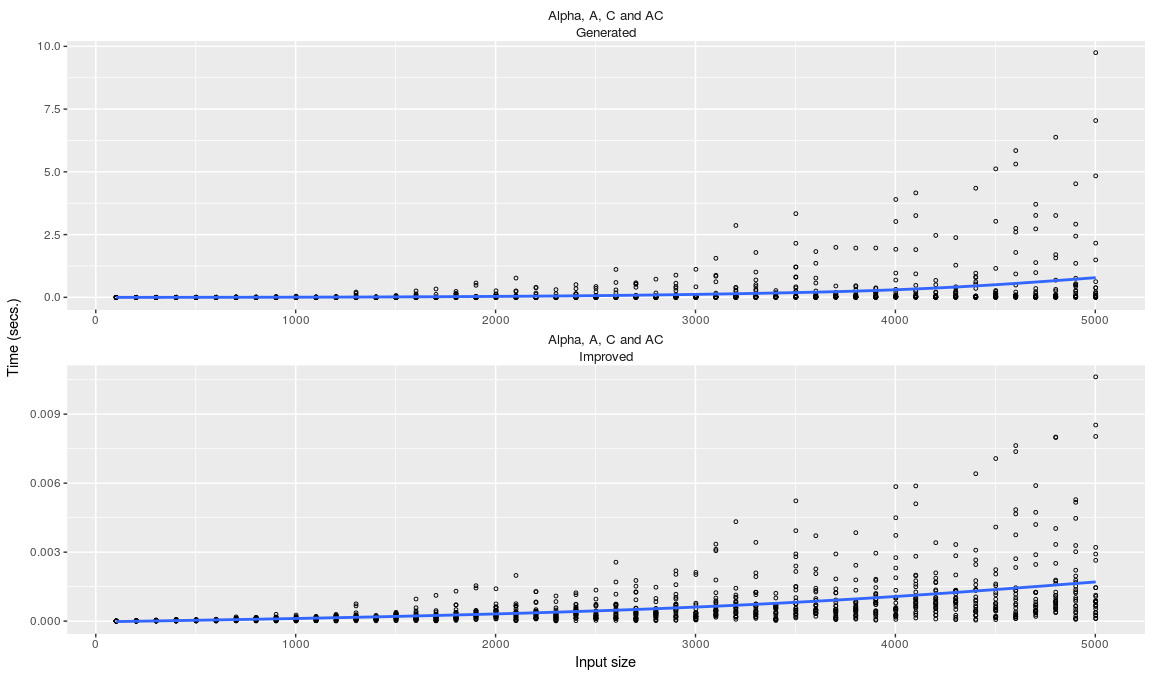 Alpha, A, C and AC
Generated
10.0
7.5
5.0
2.5
0.0
0 1000 2000 3000 4000 5000
Time (secs.)
Alpha, A, C and AC
Improved
0.009
0.006
0.003
0.000
0 1000 2000 3000 4000 5000
Input size